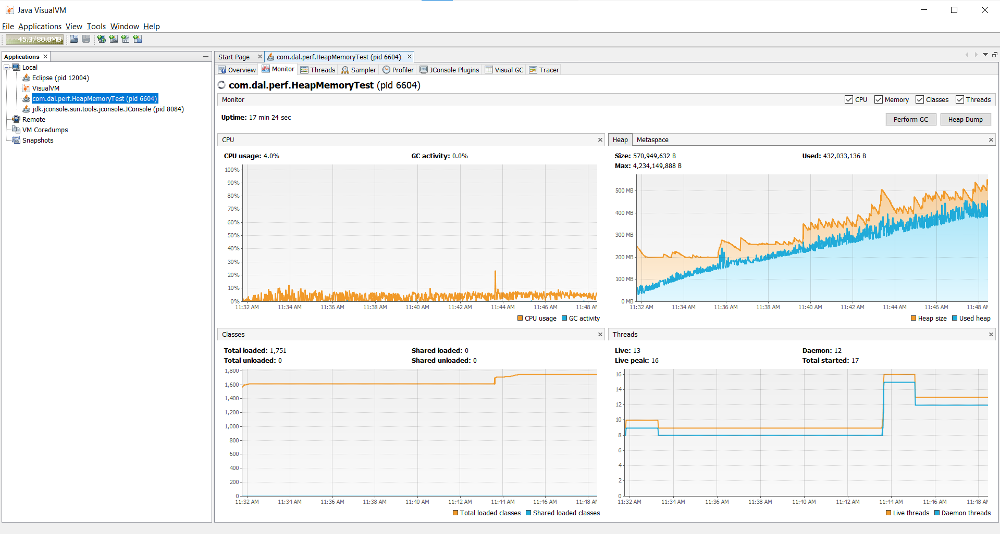 Java VisualVM
File Applications View Tools Window Help
45.3/80.0MB
Applications
Local
Eclipse (pid 12004)
VisualVM
com.dal.perf.HeapMemoryTest (pid 6604)
jdk.jconsole.sun.tools.jconsole.JConsole (pid 8084)
Remote
VM Coredumps
Snapshots
Start Page com.dal.perf.HeapMemoryTest (pid 6604)
Overview Monitor Threads Sampler Profiler JConsole Plugins Visual GC Tracer
com.dal.perf.HeapMemoryTest (pid 6604)
Monitor CPU Memory Classes Threads
Uptime: 17 min 24 sec
Perform GC Heap Dump
CPU
CPU usage: 4.0% GC activity: 0.0%
100%
90%
80%
70%
60%
50%
40%
30%
20%
10%
0%
11:32 AM 11:34 AM 11:36 AM 11:38 AM 11:40 AM 11:42 AM 11:44 AM 11:46 AM 11:48 A
CPU usage GC activity
Heap Metaspace
Size: 570,949,632 B Used: 432,033,136 B
Max: 4,234,149,888 B
500 MB
400 MB
300 MB
200 MB
100 MB
0 MB
11:32 AM 11:34 AM 11:36 AM 11:38 AM 11:40 AM 11:42 AM 11:44 AM 11:46 AM 11:48 A
Heap size Used heap
Classes
Total loaded: 1,751 Shared loaded: 0
Total unloaded: 0 Shared unloaded: 0
1,800
1,600
1,400
1,200
1,000
800
600
400
200
0
11:32 AM 11:34 AM 11:36 AM 11:38 AM 11:40 AM 11:42 AM 11:44 AM 11:46 AM 11:48 A
Total loaded classes Shared loaded classes
Threads
Live: 13 Daemon: 12
Live peak: 16 Total started: 17
16
14
12
10
8
6
4
2
0
11:32 AM 11:34 AM 11:36 AM 11:38 AM 11:40 AM 11:42 AM 11:44 AM 11:46 AM 11:48 A
Live threads Daemon threads